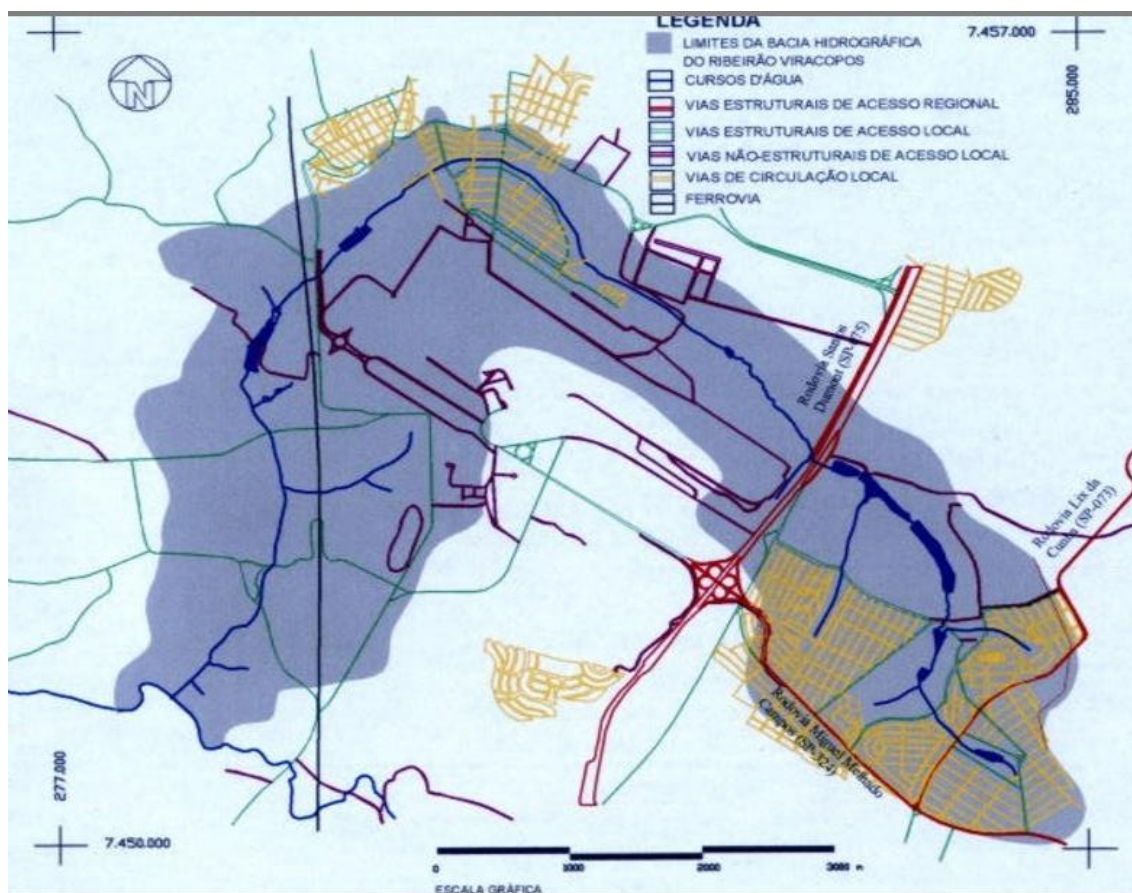 LEGENDA
LIMITES DA BACIA HIDROGRÁFICA
DO RIBEIRÃO VIRACOPOS
CURSOS D'ÁGUA
VIAS ESTRUTURAIS DE ACESSO REGIONAL
VIAS ESTRUTURAIS DE ACESSO LOCAL
VIAS NÃO-ESTRUTURAIS DE ACESSO LOCAL
VIAS DE CIRCULAÇÃO LOCAL
FERROVIA
7.457.000
285.000
N
Rodovia Santos
Dumont (SP-075)
Rodovia Lix da
Cunha (SP-073)
Rodovia Miguel Melhado
Campos (SP-324)
277.000
7.450.000
0 1000 2000 3000 m
ESCALA GRÁFICA